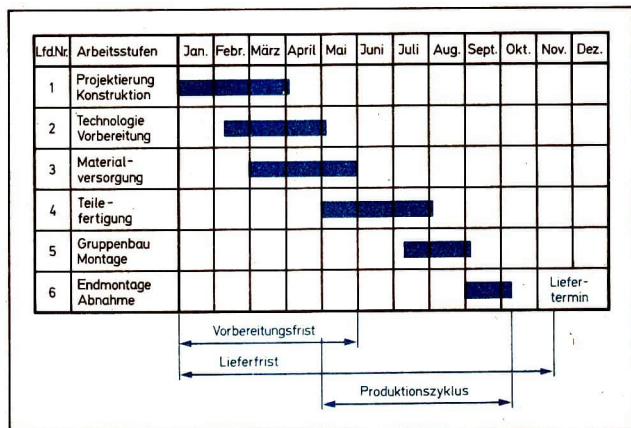 Lfd.Nr. Arbeitsstufen Jan. Febr. März April Mai Juni Juli Aug. Sept. Okt. Nov. Dez.
1 Projektierung
Konstruktion
2 Technologie
Vorbereitung
3 Material-
versorgung
4 Teile-
fertigung
5 Gruppenbau
Montage
6 Endmontage
Abnahme
Liefer-
termin
Vorbereitungsfrist
Lieferfrist
Produktionszyklus